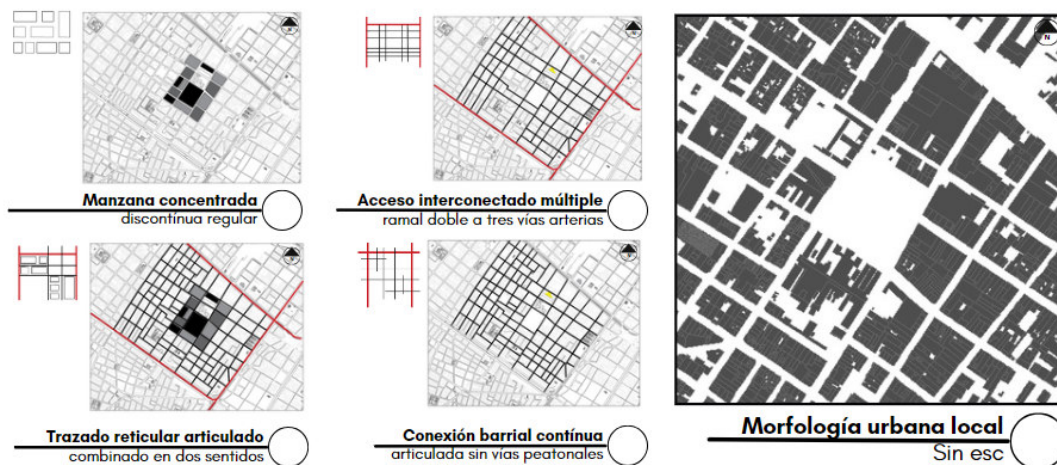 Manzana concentrada
discontínua regular
Acceso interconectado múltiple
ramal doble a tres vías arterias
Trazado reticular articulado
combinado en dos sentidos
Conexión barrial contínua
articulada sin vías peatonales
N
Morfología urbana local
Sin esc